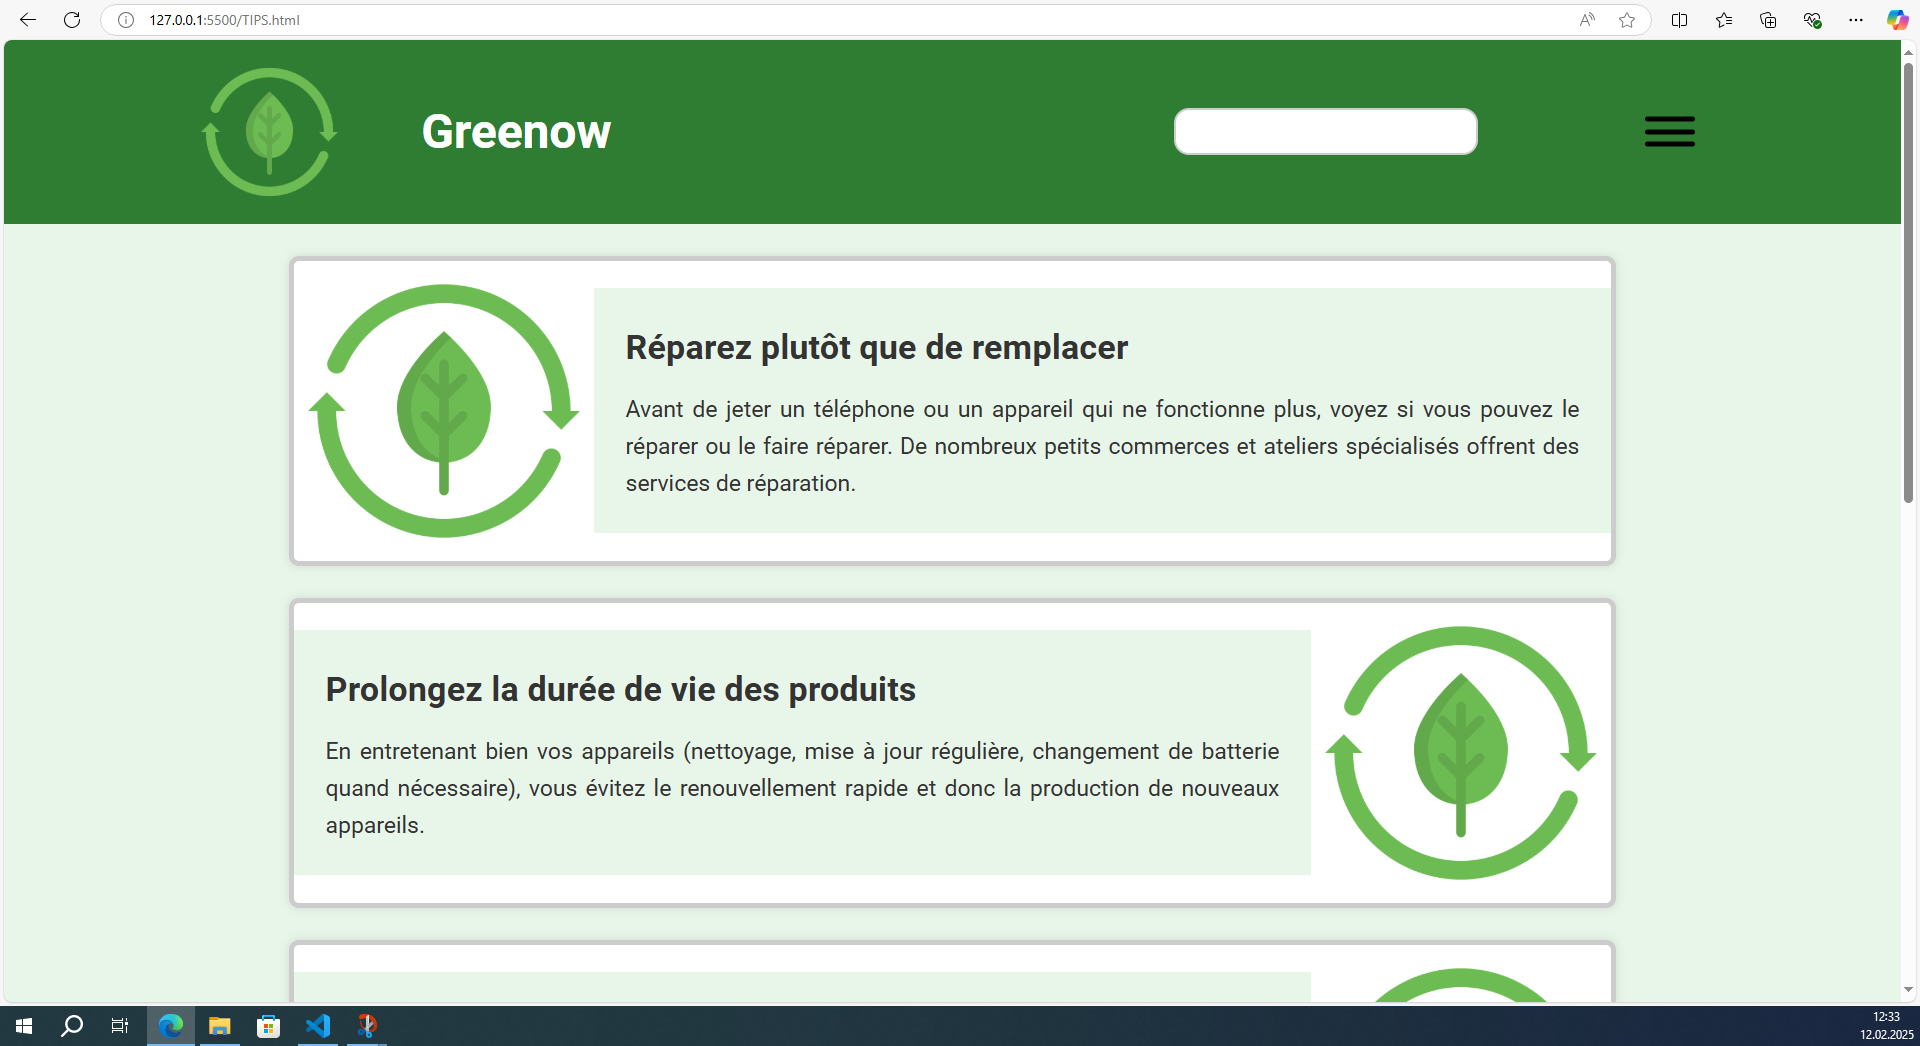 127.0.0.1:5500/TIPS.html
Greenow
Réparez plutôt que de remplacer
Avant de jeter un téléphone ou un appareil qui ne fonctionne plus, voyez si vous pouvez le
réparer ou le faire réparer. De nombreux petits commerces et ateliers spécialisés offrent des
services de réparation.
Prolongez la durée de vie des produits
En entretenant bien vos appareils (nettoyage, mise à jour régulière, changement de batterie
quand nécessaire), vous évitez le renouvellement rapide et donc la production de nouveaux
appareils.
12:33
12.02.2025